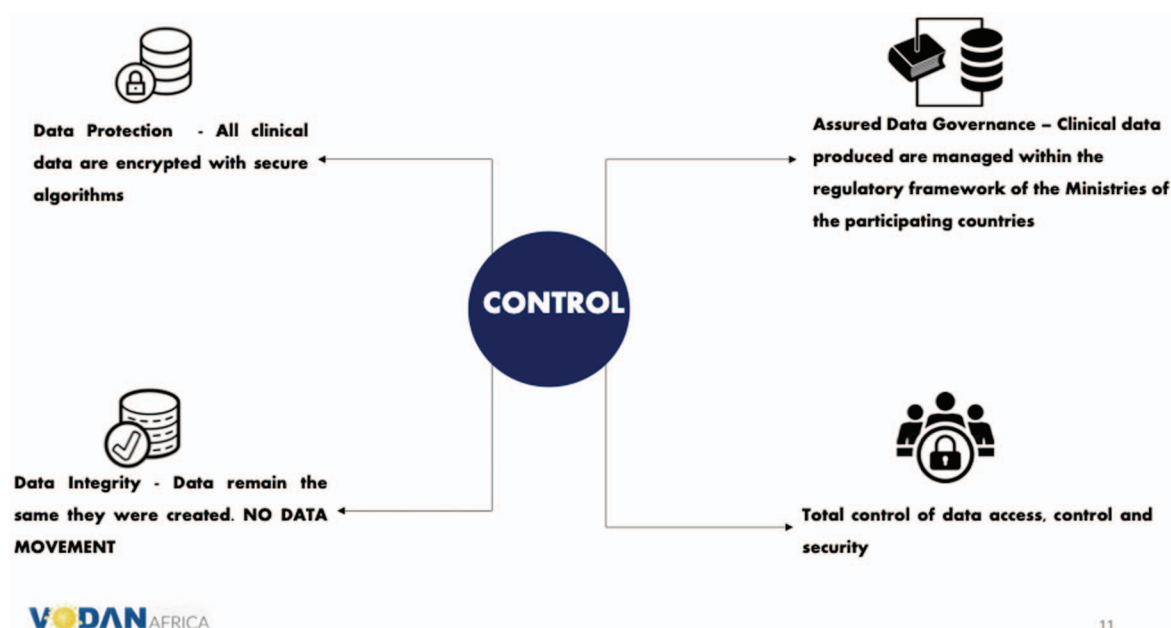 Data Protection - All clinical
data are encrypted with secure
algorithms
Assured Data Governance – Clinical data
produced are managed within the
regulatory framework of the Ministries of
the participating countries
CONTROL
Data Integrity - Data remain the
same they were created. NO DATA
MOVEMENT
Total control of data access, control and
security
VODAN AFRICA
11